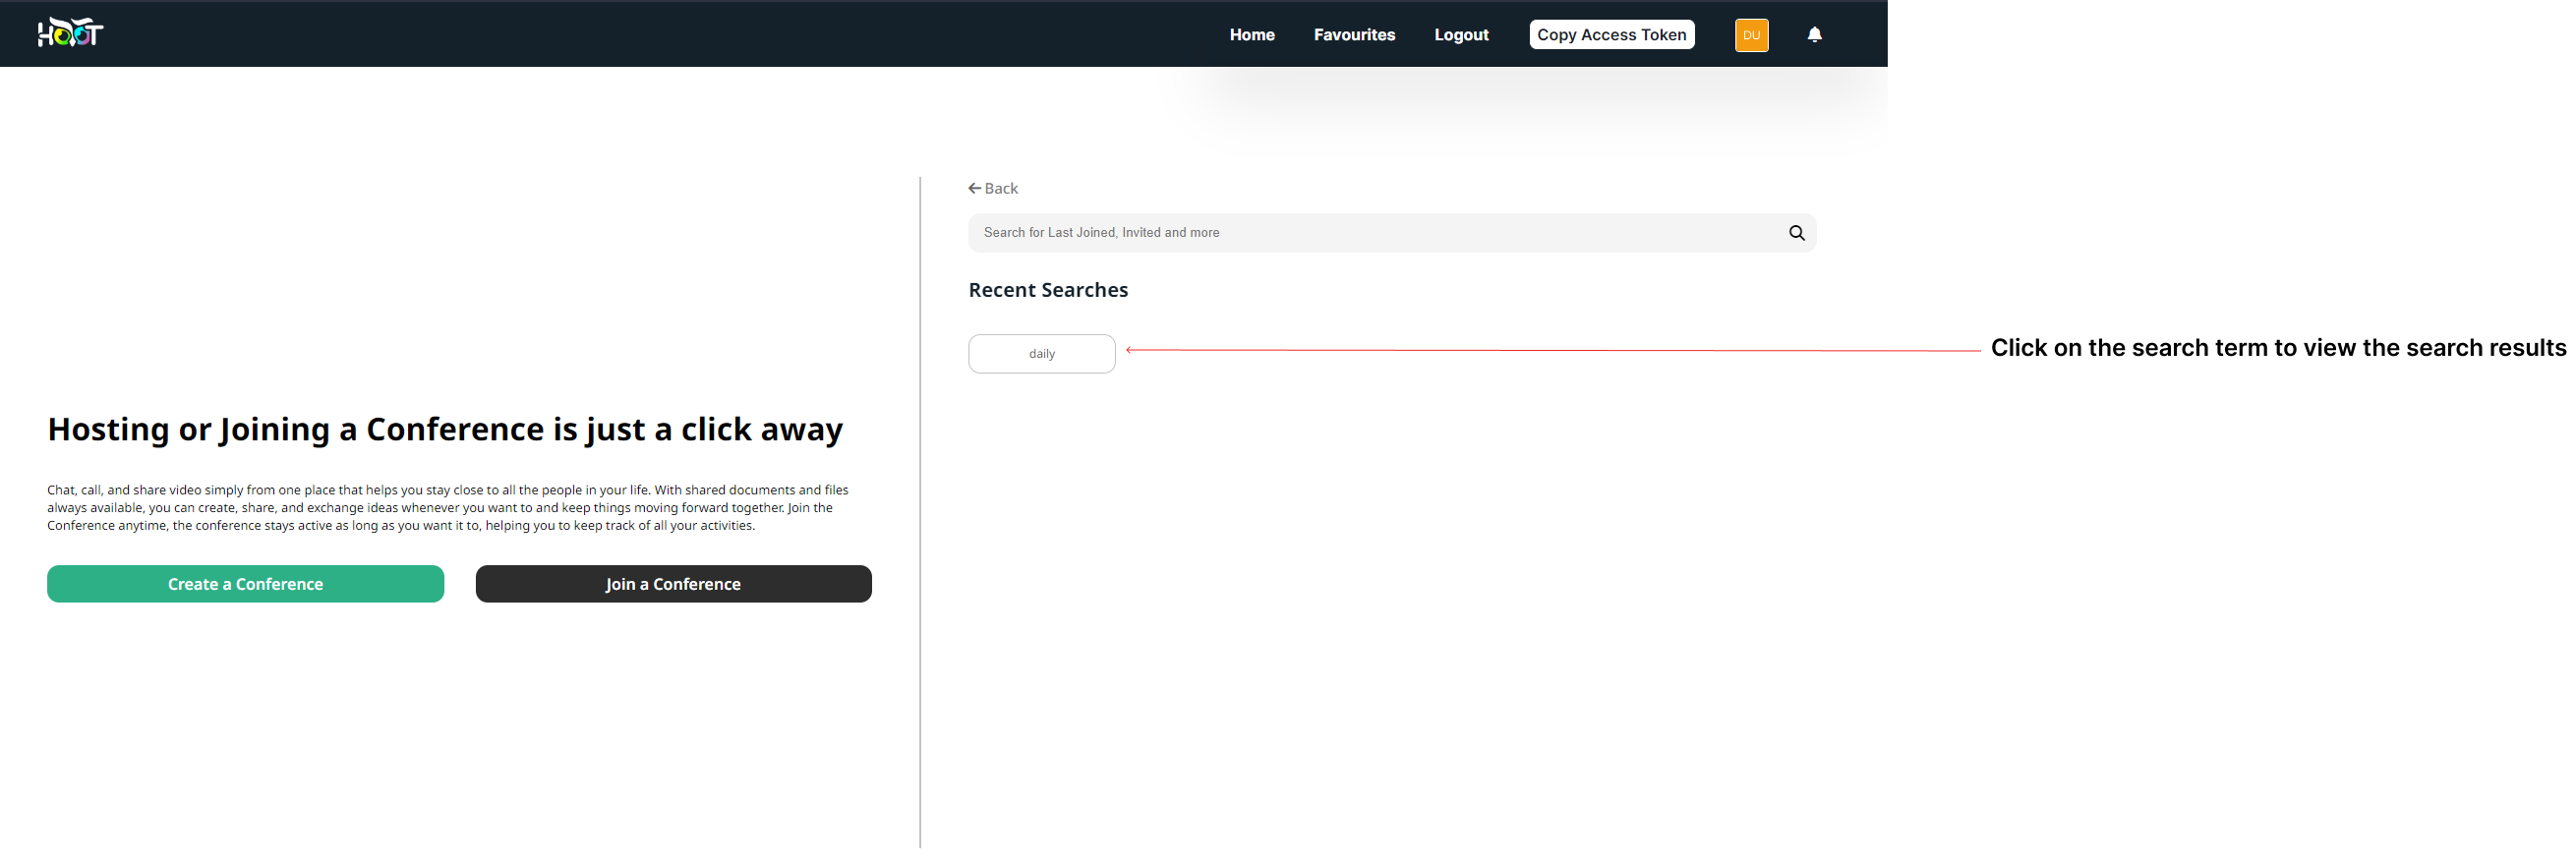 HOOT
Home
Favourites
Logout
Copy Access Token
DU
Back
Search for Last Joined, Invited and more
Recent Searches
daily
Click on the search term to view the search results
Hosting or Joining a Conference is just a click away
Chat, call, and share video simply from one place that helps you stay close to all the people in your life. With shared documents and files
always available, you can create, share, and exchange ideas whenever you want to and keep things moving forward together. Join the
Conference anytime, the conference stays active as long as you want it to, helping you to keep track of all your activities.
Create a Conference
Join a Conference